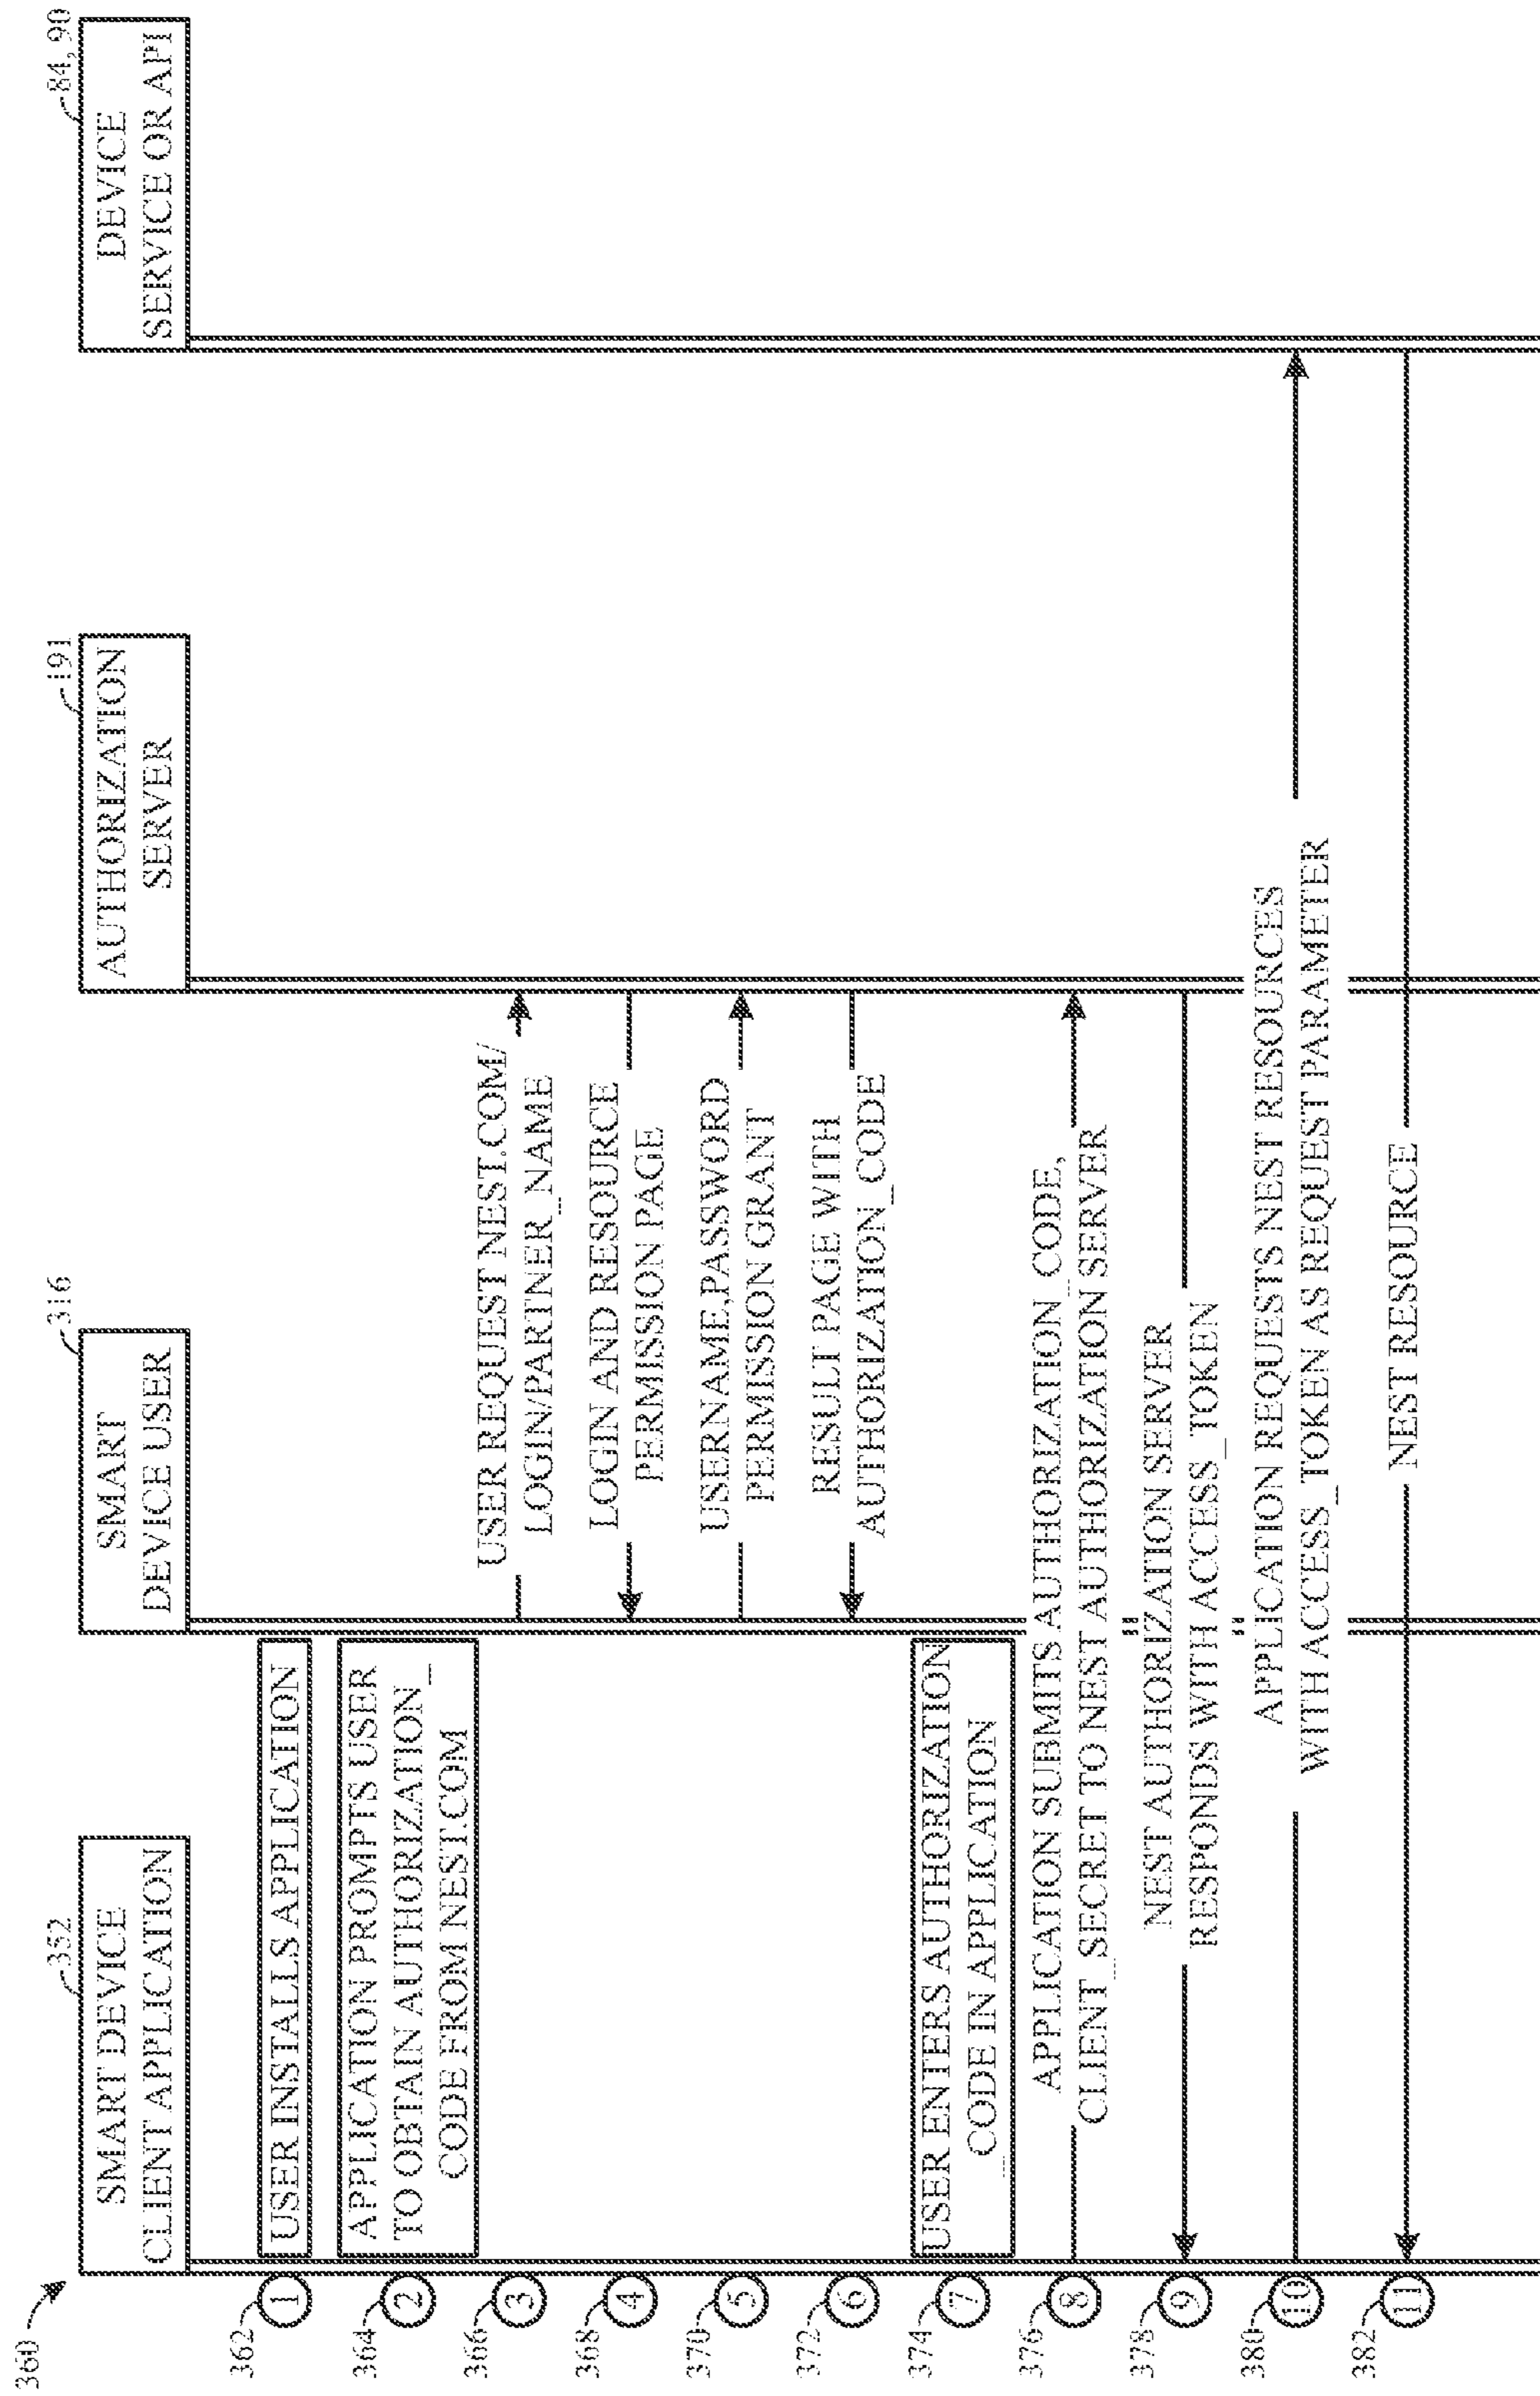 360
SMART DEVICE
CLIENT APPLICATION
352
SMART
DEVICE USER
316
AUTHORIZATION
SERVER
191
DEVICE
SERVICE OR API
84, 90
362
1
USER INSTALLS APPLICATION
364
2
APPLICATION PROMPTS USER
TO OBTAIN AUTHORIZATION_
CODE FROM NEST.COM
366
3
USER REQUEST NEST.COM/
LOGIN/PARTNER_NAME
368
4
LOGIN AND RESOURCE
PERMISSION PAGE
370
5
USERNAME,PASSWORD
PERMISSION GRANT
372
6
RESULT PAGE WITH
AUTHORIZATION_CODE
374
7
USER ENTERS AUTHORIZATION
_CODE IN APPLICATION
376
8
APPLICATION SUBMITS AUTHORIZATION_CODE,
CLIENT_SECRET TO NEST AUTHORIZATION SERVER
378
9
NEST AUTHORIZATION SERVER
RESPONDS WITH ACCESS_TOKEN
380
10
APPLICATION REQUESTS NEST RESOURCES
WITH ACCESS_TOKEN AS REQUEST PARAMETER
382
11
NEST RESOURCE